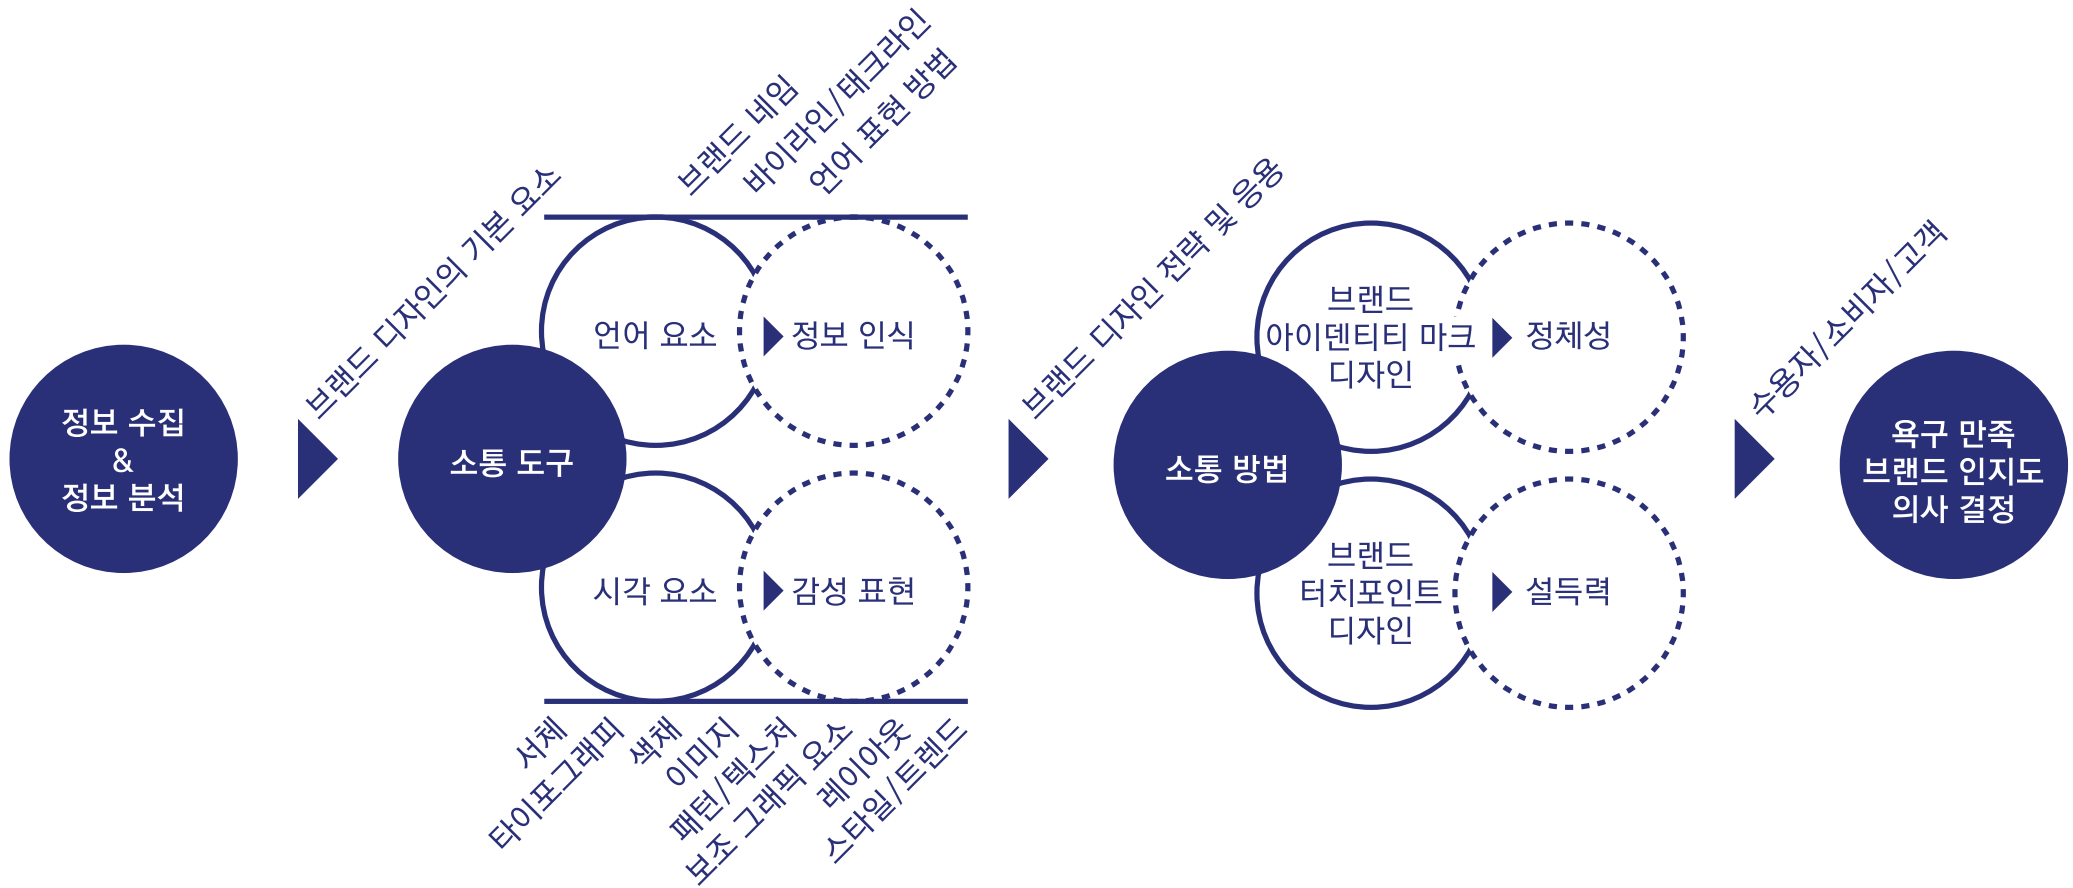 정보 수집
&
정보 분석
브랜드 디자인의 기본 요소
소통 도구
브랜드 네임
바이라인/태크라인
언어 표현 방법
언어 요소
정보 인식
시각 요소
감성 표현
서체
타이포그래피
색채
이미지
패턴/텍스처
보조 그래픽 요소
레이아웃
스타일/트렌드
브랜드 디자인 전략 및 응용
소통 방법
브랜드
아이덴티티 마크
디자인
정체성
브랜드
터치포인트
디자인
설득력
수용자/소비자/고객
욕구 만족
브랜드 인지도
의사 결정